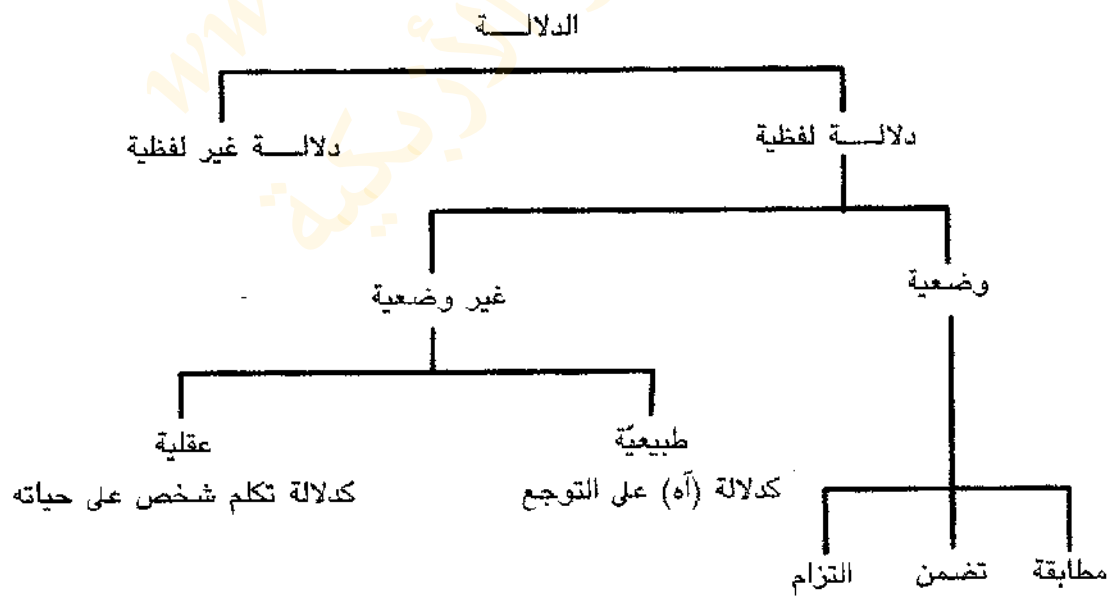 الدلالـــة
دلالـــة لفظية
دلالـــة غير لفظية
وضعية
غير وضعية
طبيعيّة
كدلالة (آه) على التوجع
عقلية
كدلالة تكلم شخص على حياته
مطابقة
تضمن
التزام